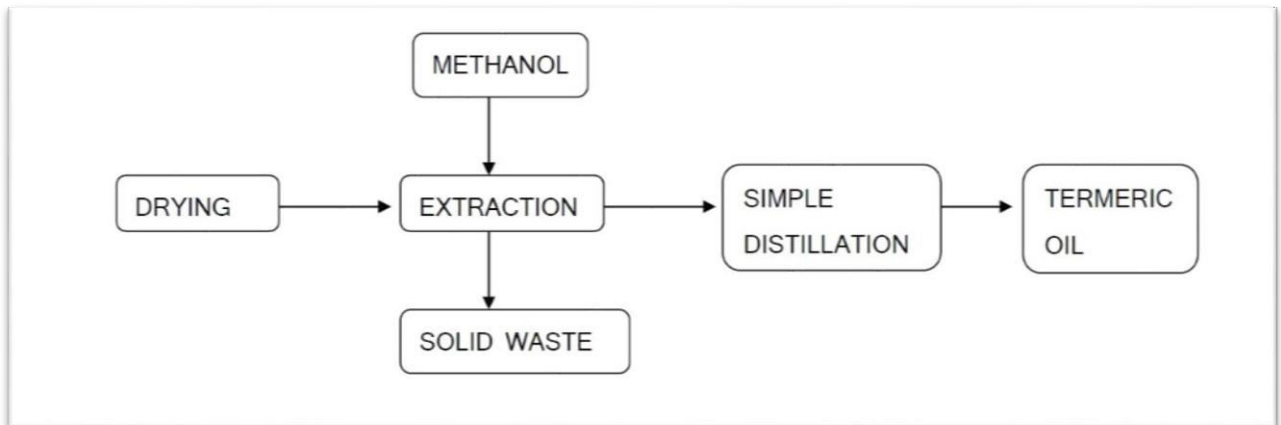 METHANOL
DRYING
EXTRACTION
SIMPLE
DISTILLATION
TERMERIC
OIL
SOLID WASTE